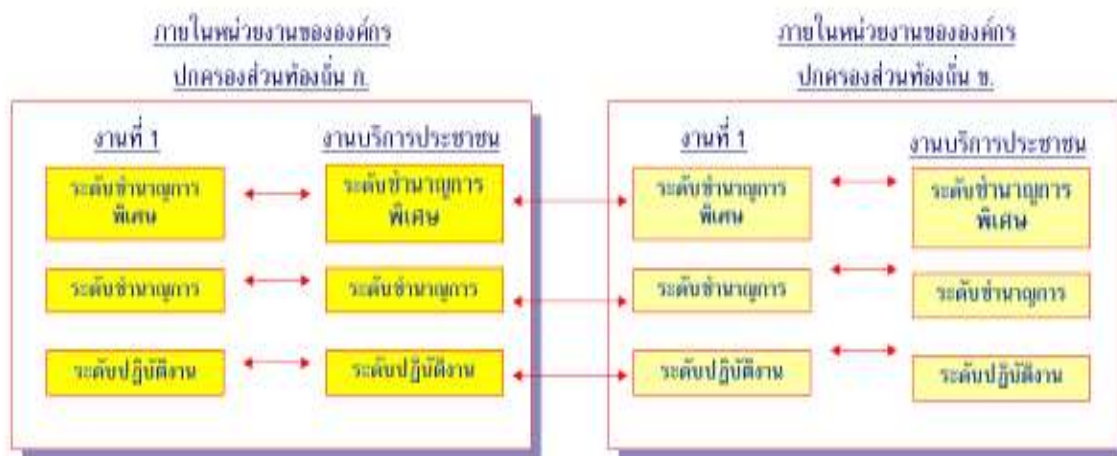 ภายในหน่วยงานขององค์กร
ปกครองส่วนท้องถิ่น ก.
งานที่ 1
งานบริการประชาชน
ระดับชำนาญการ
พิเศษ
ระดับชำนาญการ
พิเศษ
ระดับชำนาญการ
ระดับชำนาญการ
ระดับปฏิบัติงาน
ระดับปฏิบัติงาน
ภายในหน่วยงานขององค์กร
ปกครองส่วนท้องถิ่น ข.
งานที่ 1
งานบริการประชาชน
ระดับชำนาญการ
พิเศษ
ระดับชำนาญการ
พิเศษ
ระดับชำนาญการ
ระดับชำนาญการ
ระดับปฏิบัติงาน
ระดับปฏิบัติงาน